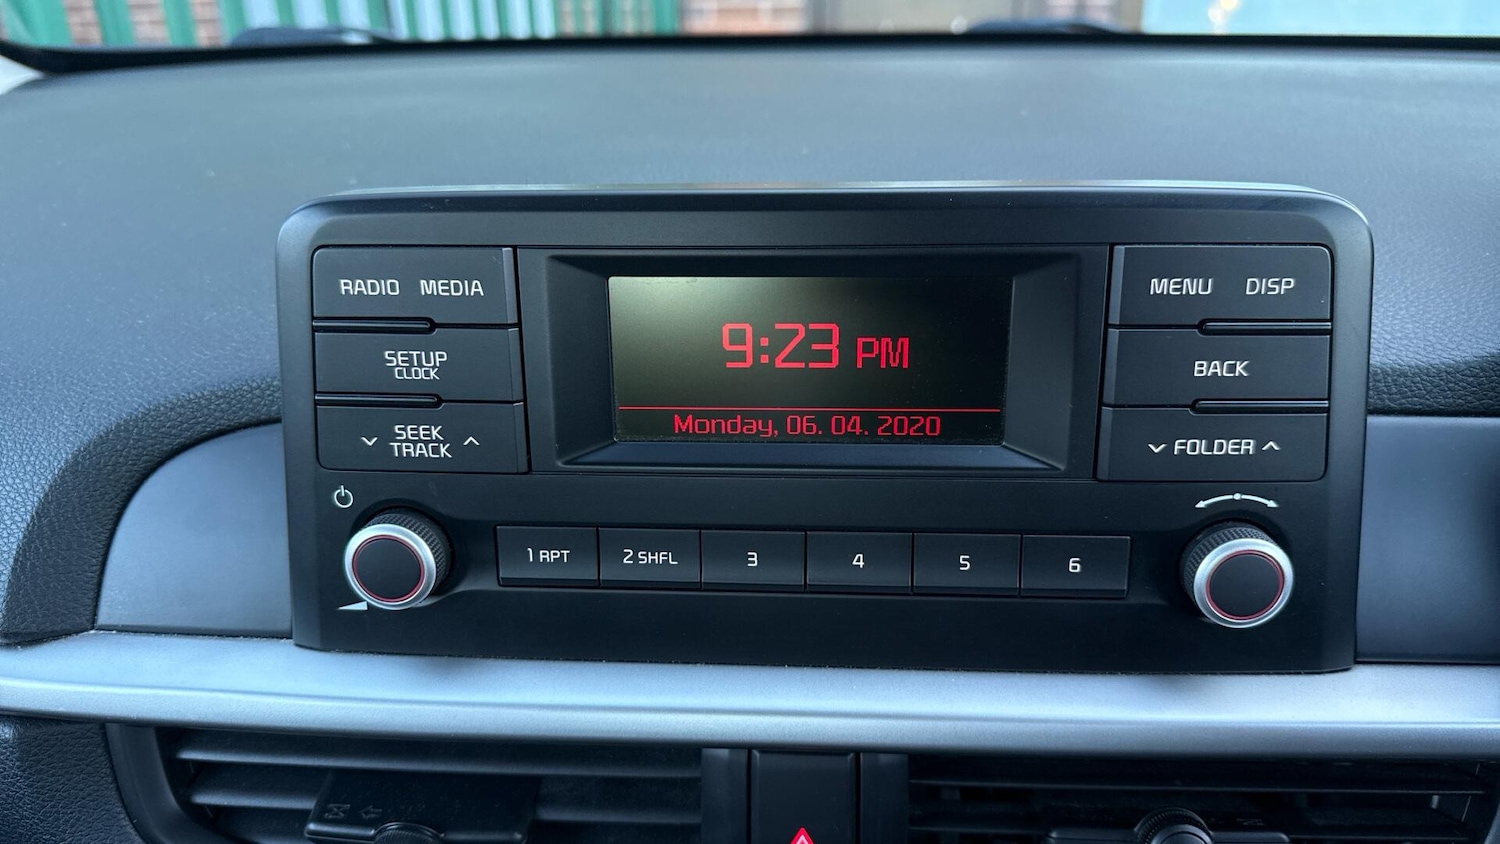 RADIO MEDIA
SETUP
CLOCK
SEEK
TRACK
9:23 PM
Monday, 06. 04. 2020
MENU DISP
BACK
FOLDER
1 RPT
2 SHFL
3
4
5
6